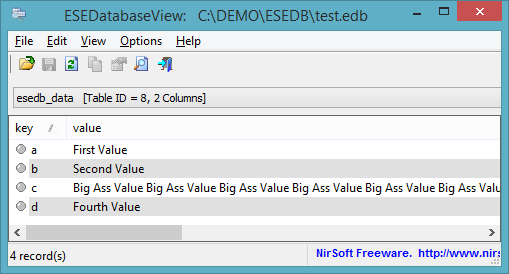 ESEDatabaseView: C:\DEMO\ESEDB\test.edb
File Edit View Options Help
esedb_data [Table ID = 8, 2 Columns]
key / value
a First Value
b Second Value
c Big Ass Value Big Ass Value Big Ass Value Big Ass Value Big Ass Value Big Ass Valu
d Fourth Value
4 record(s) NirSoft Freeware. http://www.nirs